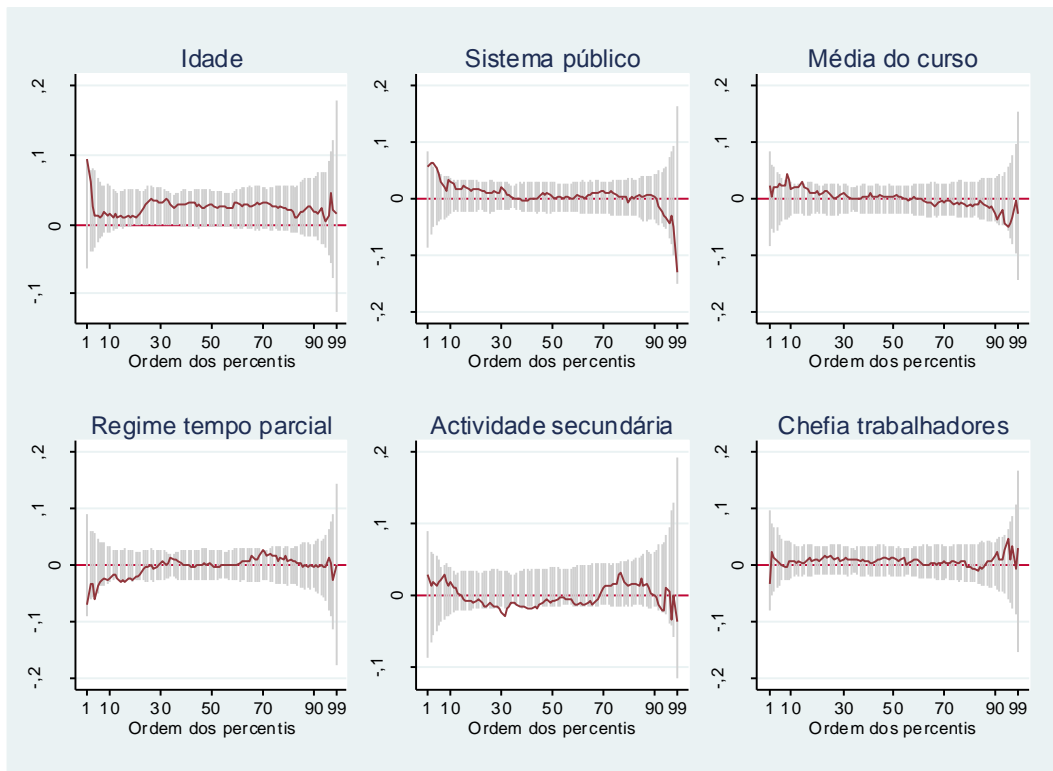 Idade
,2
,1
0
-,1
1 10 30 50 70 90 99
Ordem dos percentis
Sistema público
,2
,1
0
-,1
-,2
1 10 30 50 70 90 99
Ordem dos percentis
Média do curso
,2
,1
0
-,1
-,2
1 10 30 50 70 90 99
Ordem dos percentis
Regime tempo parcial
,2
,1
0
-,1
-,2
1 10 30 50 70 90 99
Ordem dos percentis
Actividade secundária
,2
,1
0
-,1
1 10 30 50 70 90 99
Ordem dos percentis
Chefia trabalhadores
,2
,1
0
-,1
-,2
1 10 30 50 70 90 99
Ordem dos percentis